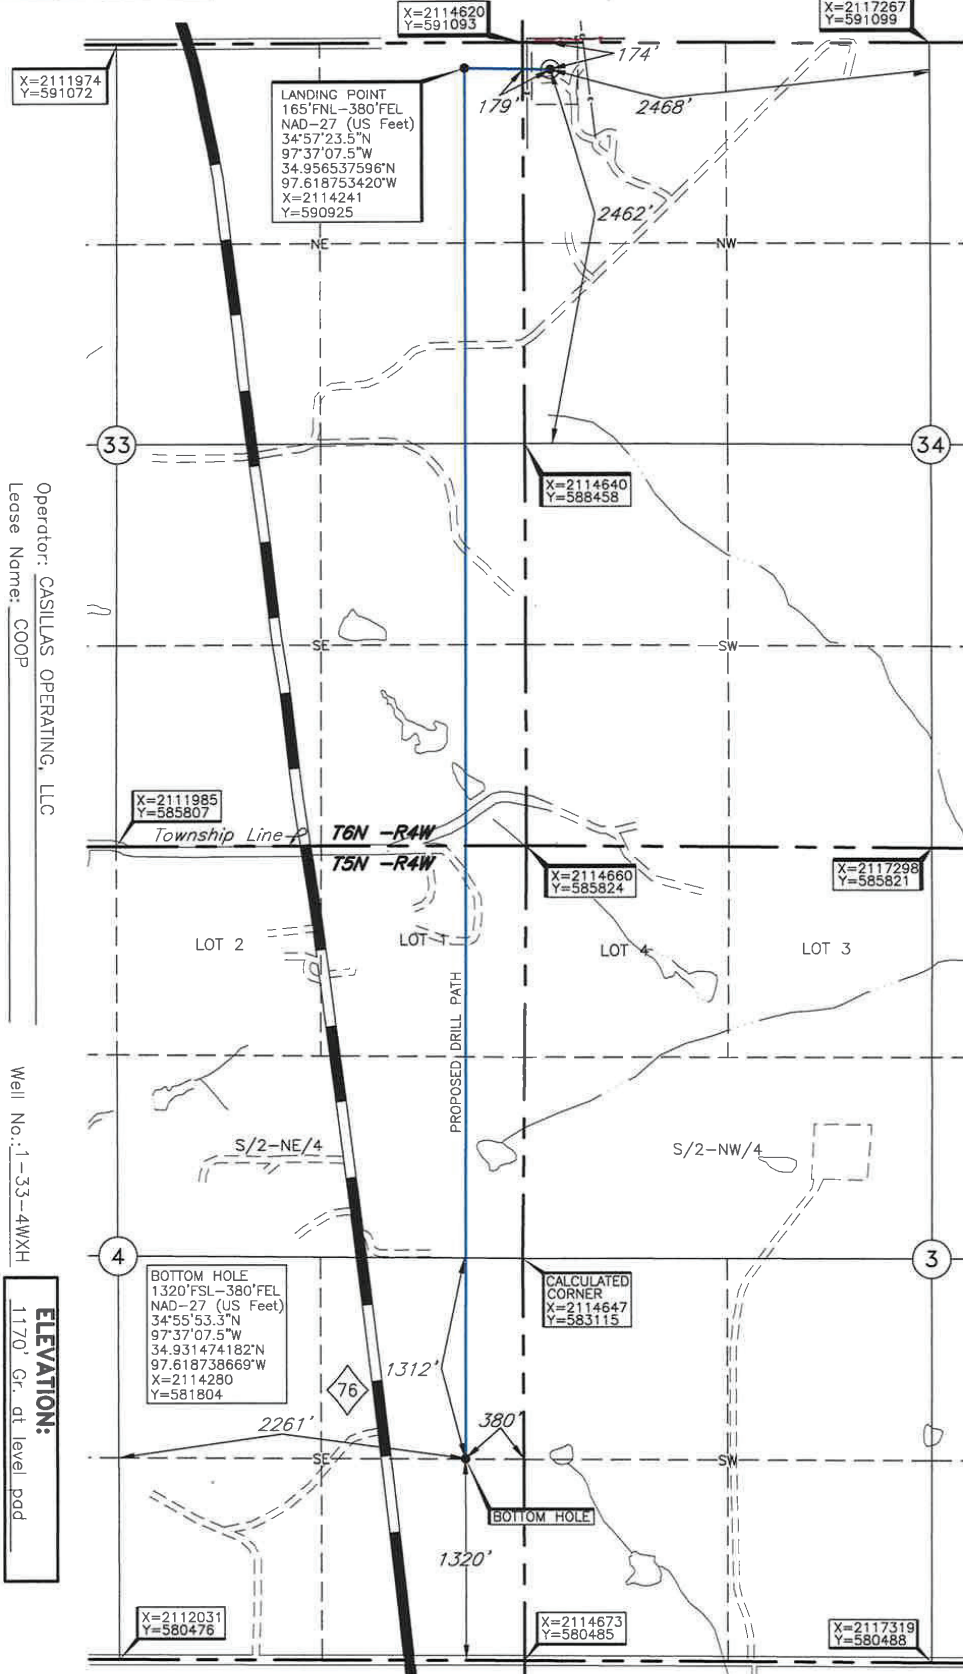 X=2114620
Y=591093
X=2117267
Y=591099
X=2111974
Y=591072
174'
179'
2468'
LANDING POINT
165'FNL-380'FEL
NAD-27 (US Feet)
34°57'23.5"N
97°37'07.5"W
34.956537596°N
97.618753420°W
X=2114241
Y=590925
2462'
NE
NW
33
34
X=2114640
Y=588458
SE
SW
X=2111985
Y=585807
Township Line
T6N -R4W
T5N -R4W
X=2114660
Y=585824
X=2117298
Y=585821
LOT 2
LOT 1
LOT 4
LOT 3
PROPOSED DRILL PATH
S/2-NE/4
S/2-NW/4
4
3
BOTTOM HOLE
1320'FSL-380'FEL
NAD-27 (US Feet)
34°55'53.3"N
97°37'07.5"W
34.931474182°N
97.618738669°W
X=2114280
Y=581804
CALCULATED
CORNER
X=2114647
Y=583115
1312'
76
2261'
380'
SE
SW
BOTTOM HOLE
1320'
X=2112031
Y=580476
X=2114673
Y=580485
X=2117319
Y=580488
Operator: CASILLAS OPERATING, LLC
Lease Name: COOP
Well No.: 1-33-4WXH
ELEVATION:
1170' Gr. at level pad